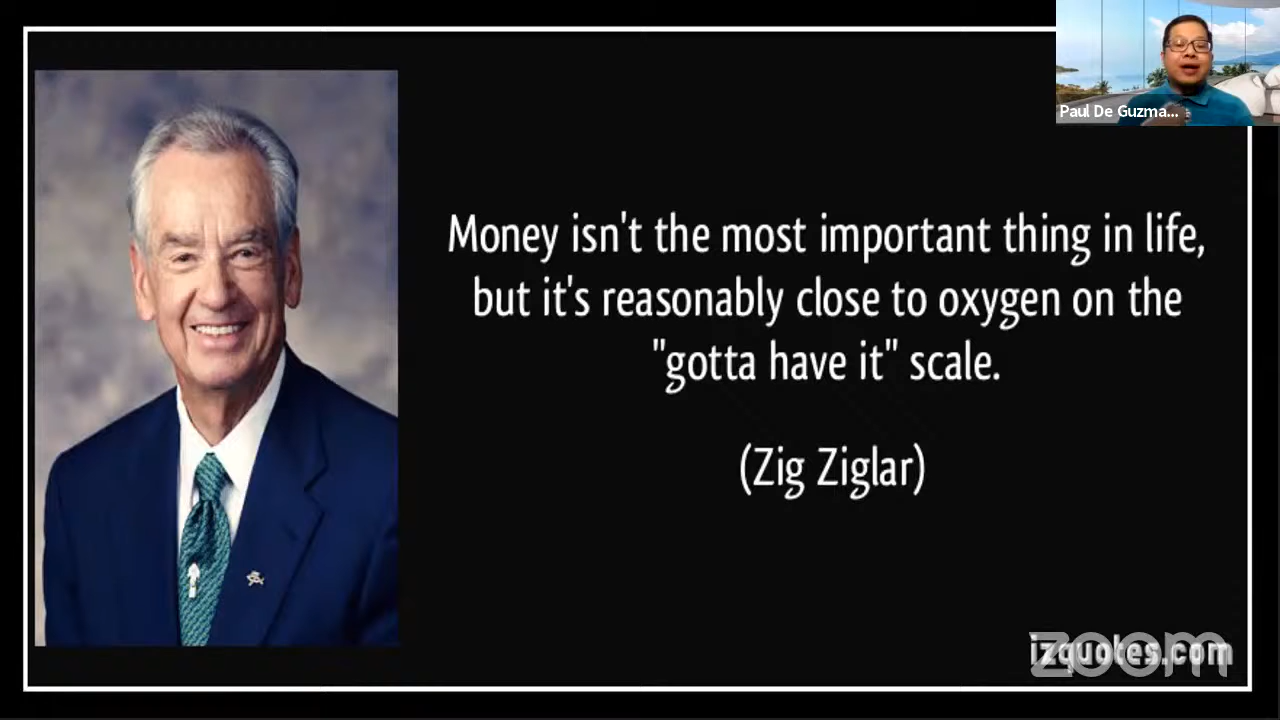 Paul De Guzma...
Money isn't the most important thing in life,
but it's reasonably close to oxygen on the
"gotta have it" scale.
(Zig Ziglar)
izquotes.com
zoom